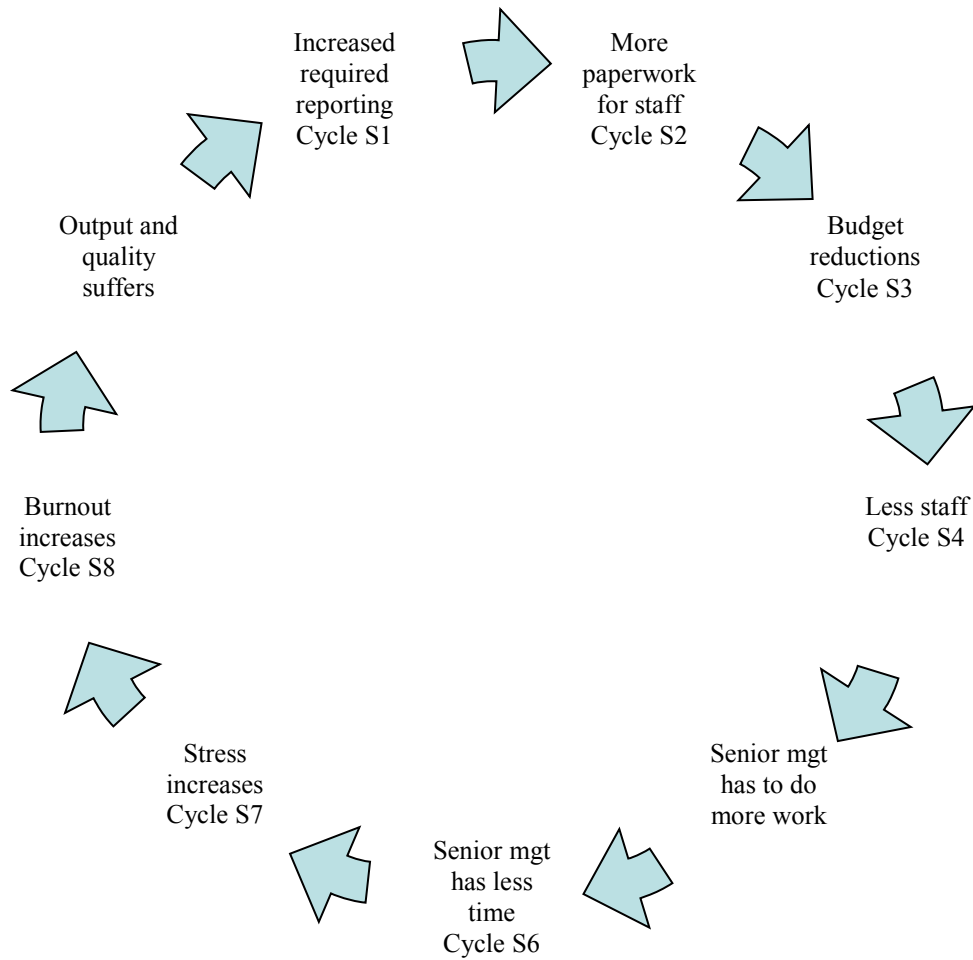 Increased
required
reporting
Cycle S1
More
paperwork
for staff
Cycle S2
Budget
reductions
Cycle S3
Less staff
Cycle S4
Senior mgt
has to do
more work
Senior mgt
has less
time
Cycle S6
Stress
increases
Cycle S7
Burnout
increases
Cycle S8
Output and
quality
suffers